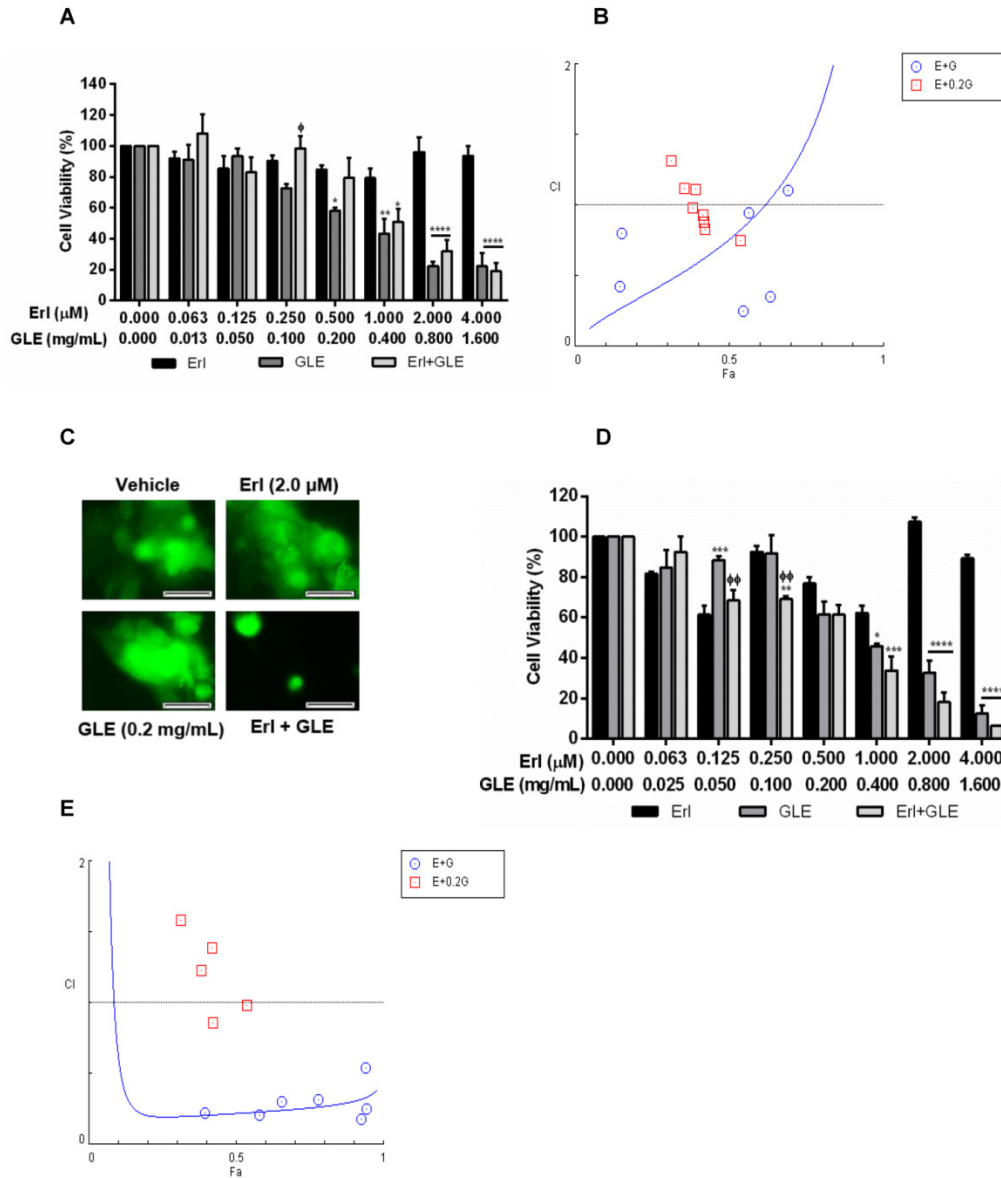 A
Cell Viability (%)
140
120
100
80
60
40
20
0
ϕ
*
**
*
****
****
Erl (μM)
0.000 0.063 0.125 0.250 0.500 1.000 2.000 4.000
GLE (mg/mL)
0.000 0.013 0.050 0.100 0.200 0.400 0.800 1.600
Erl GLE Erl+GLE
B
E+G
E+0.2G
2
CI
0
0 0.5 1
Fa
C
Vehicle Erl (2.0 μM)
GLE (0.2 mg/mL) Erl + GLE
D
Cell Viability (%)
120
100
80
60
40
20
0
***
ϕϕ
ϕϕ
**
*
***
****
****
Erl (μM)
0.000 0.063 0.125 0.250 0.500 1.000 2.000 4.000
GLE (mg/mL)
0.000 0.025 0.050 0.100 0.200 0.400 0.800 1.600
Erl GLE Erl+GLE
E
E+G
E+0.2G
2
CI
0
0 0.5 1
Fa